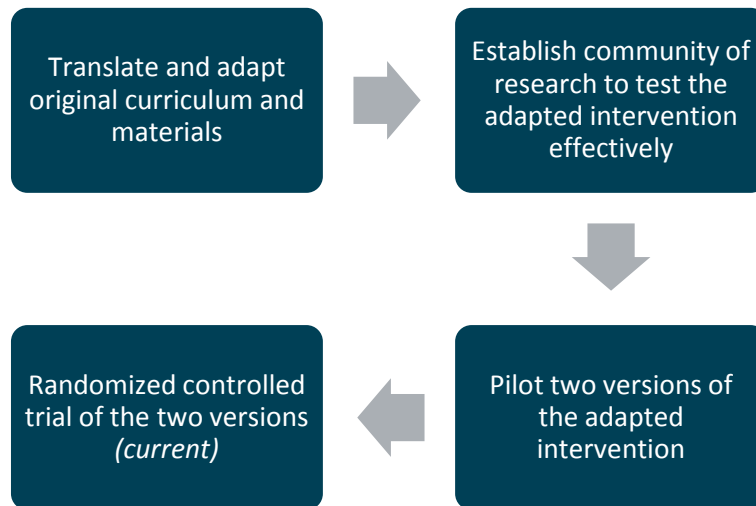 Translate and adapt
original curriculum and
materials
Establish community of
research to test the
adapted intervention
effectively
Pilot two versions of
the adapted
intervention
Randomized controlled
trial of the two versions
(current)